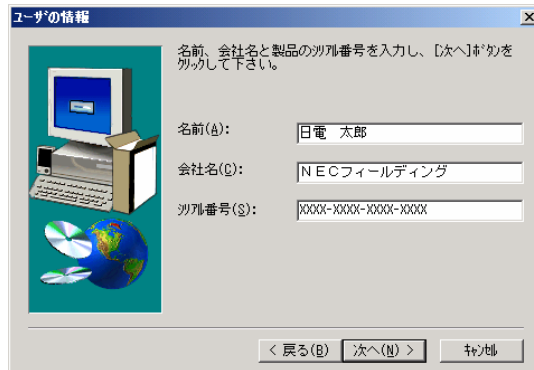 ユーザの情報
名前、会社名と製品のｼﾘｱﾙ番号を入力し、[次へ]ﾎﾞﾀﾝを
ｸﾘｯｸして下さい。
名前(A):
日電　太郎
会社名(C):
ＮＥＣフィールディング
ｼﾘｱﾙ番号(S):
XXXX-XXXX-XXXX-XXXX
< 戻る(B)
次へ(N) >
ｷｬﾝｾﾙ